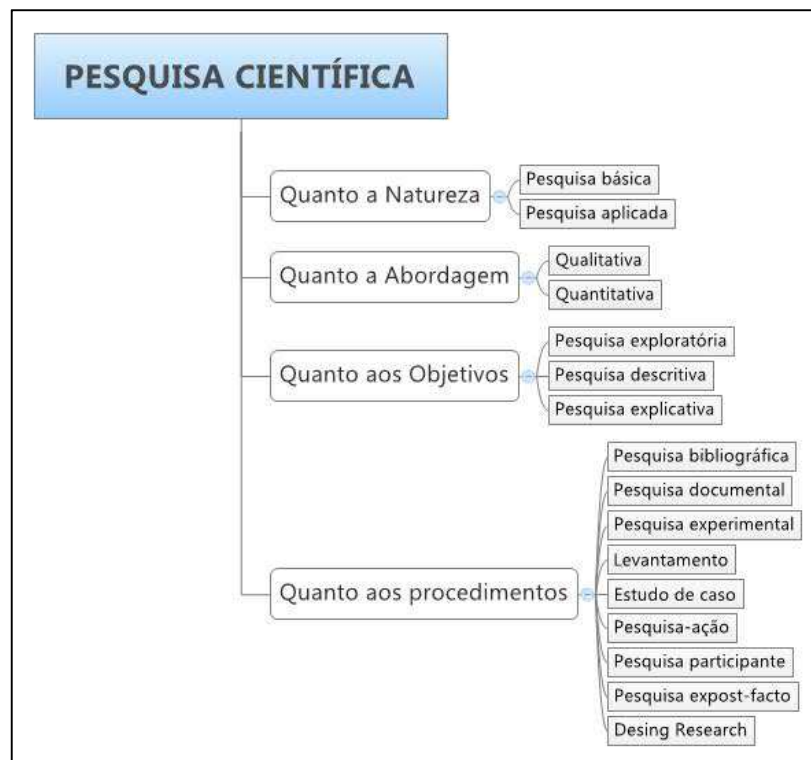 PESQUISA CIENTÍFICA
Quanto a Natureza
Pesquisa básica
Pesquisa aplicada
Quanto a Abordagem
Qualitativa
Quantitativa
Quanto aos Objetivos
Pesquisa exploratória
Pesquisa descritiva
Pesquisa explicativa
Quanto aos procedimentos
Pesquisa bibliográfica
Pesquisa documental
Pesquisa experimental
Levantamento
Estudo de caso
Pesquisa-ação
Pesquisa participante
Pesquisa expost-facto
Desing Research